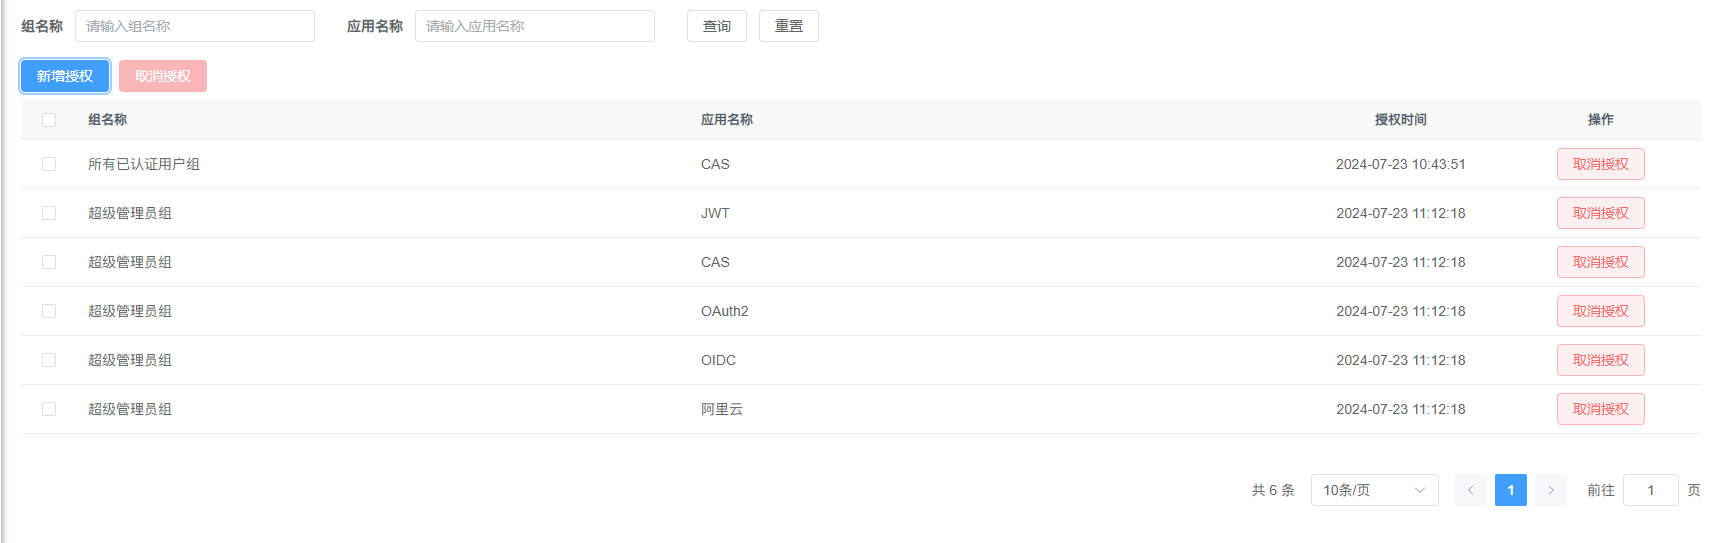 组名称 请输入组名称 应用名称 请输入应用名称 查询 重置
新增授权 取消授权
组名称 应用名称 授权时间 操作
所有已认证用户组 CAS 2024-07-23 10:43:51 取消授权
超级管理员组 JWT 2024-07-23 11:12:18 取消授权
超级管理员组 CAS 2024-07-23 11:12:18 取消授权
超级管理员组 OAuth2 2024-07-23 11:12:18 取消授权
超级管理员组 OIDC 2024-07-23 11:12:18 取消授权
超级管理员组 阿里云 2024-07-23 11:12:18 取消授权
共 6 条 10条/页 1 前往 1 页